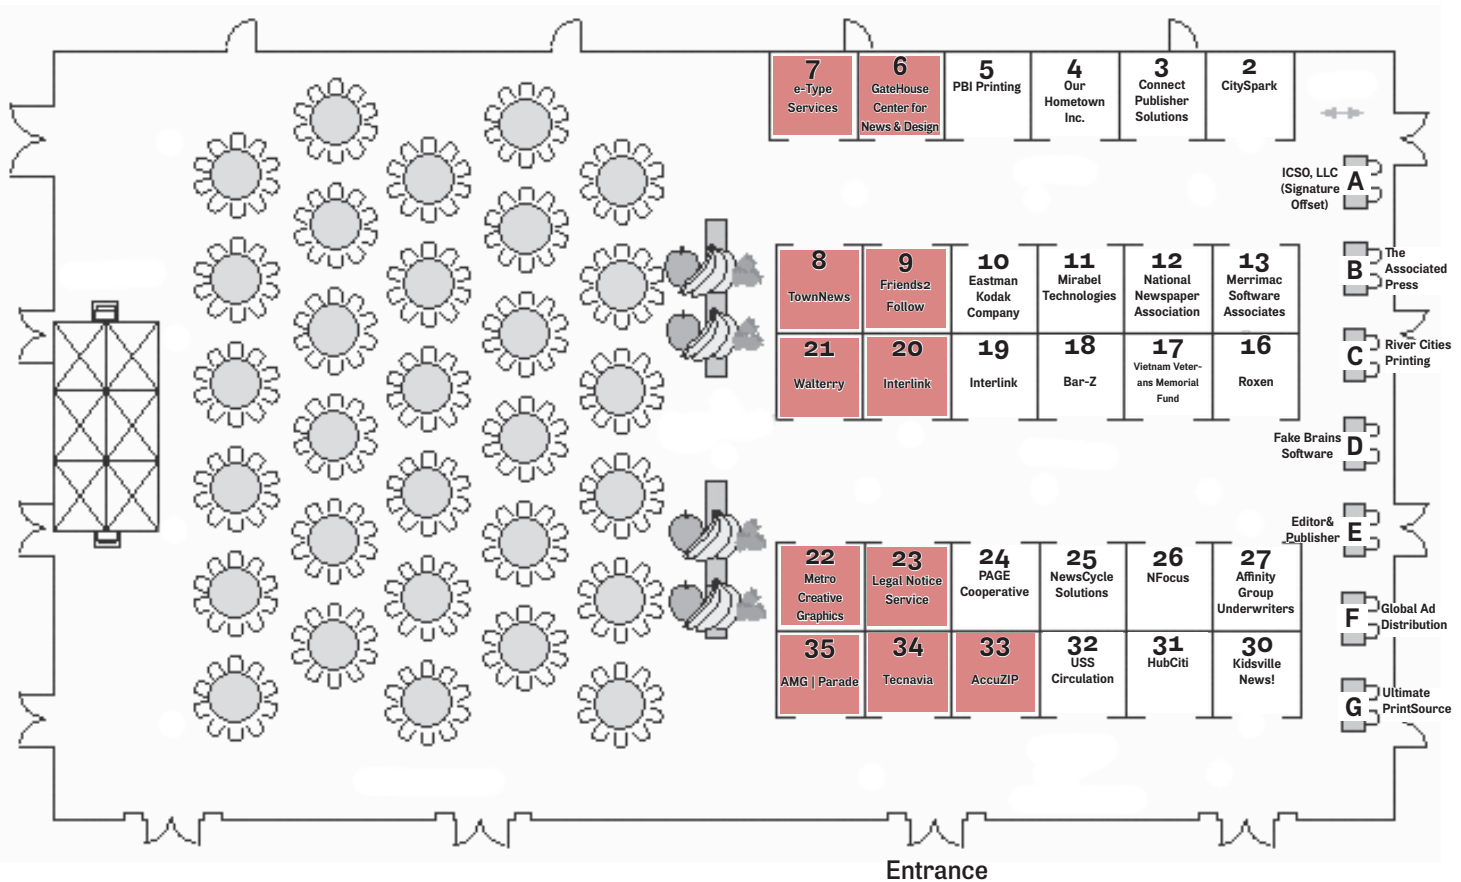 7
e-Type
Services
6
GateHouse
Center for
News & Design
5
PBI Printing
4
Our
Hometown
Inc.
3
Connect
Publisher
Solutions
2
CitySpark
ICSO, LLC
(Signature
Offset)
A
B
The
Associated
Press
C
River Cities
Printing
Fake Brains
Software
D
Editor&
Publisher
E
F
Global Ad
Distribution
G
Ultimate
PrintSource
8
TownNews
9
Friends2
Follow
10
Eastman
Kodak
Company
11
Mirabel
Technologies
12
National
Newspaper
Association
13
Merrimac
Software
Associates
21
Walterry
20
Interlink
19
Interlink
18
Bar-Z
17
Vietnam Veter-
ans Memorial
Fund
16
Roxen
22
Metro
Creative
Graphics
23
Legal Notice
Service
24
PAGE
Cooperative
25
NewsCycle
Solutions
26
NFocus
27
Affinity
Group
Underwriters
35
AMG | Parade
34
Tecnavia
33
AccuZIP
32
USS
Circulation
31
HubCiti
30
Kidsville
News!
Entrance